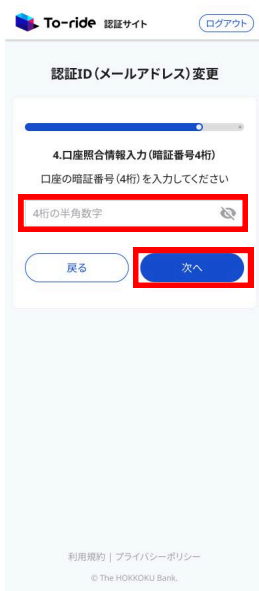 To-ride 認証サイト
ログアウト
認証ID（メールアドレス）変更
4.口座照合情報入力（暗証番号4桁）
口座の暗証番号（4桁）を入力してください
4桁の半角数字
戻る
次へ
利用規約 | プライバシーポリシー
© The HOKKOKU Bank.